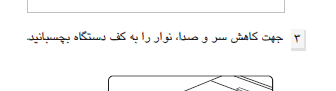 ۳ جهت کاهش سر و صدا، نوار را به کف دستگاه بچسبانید.